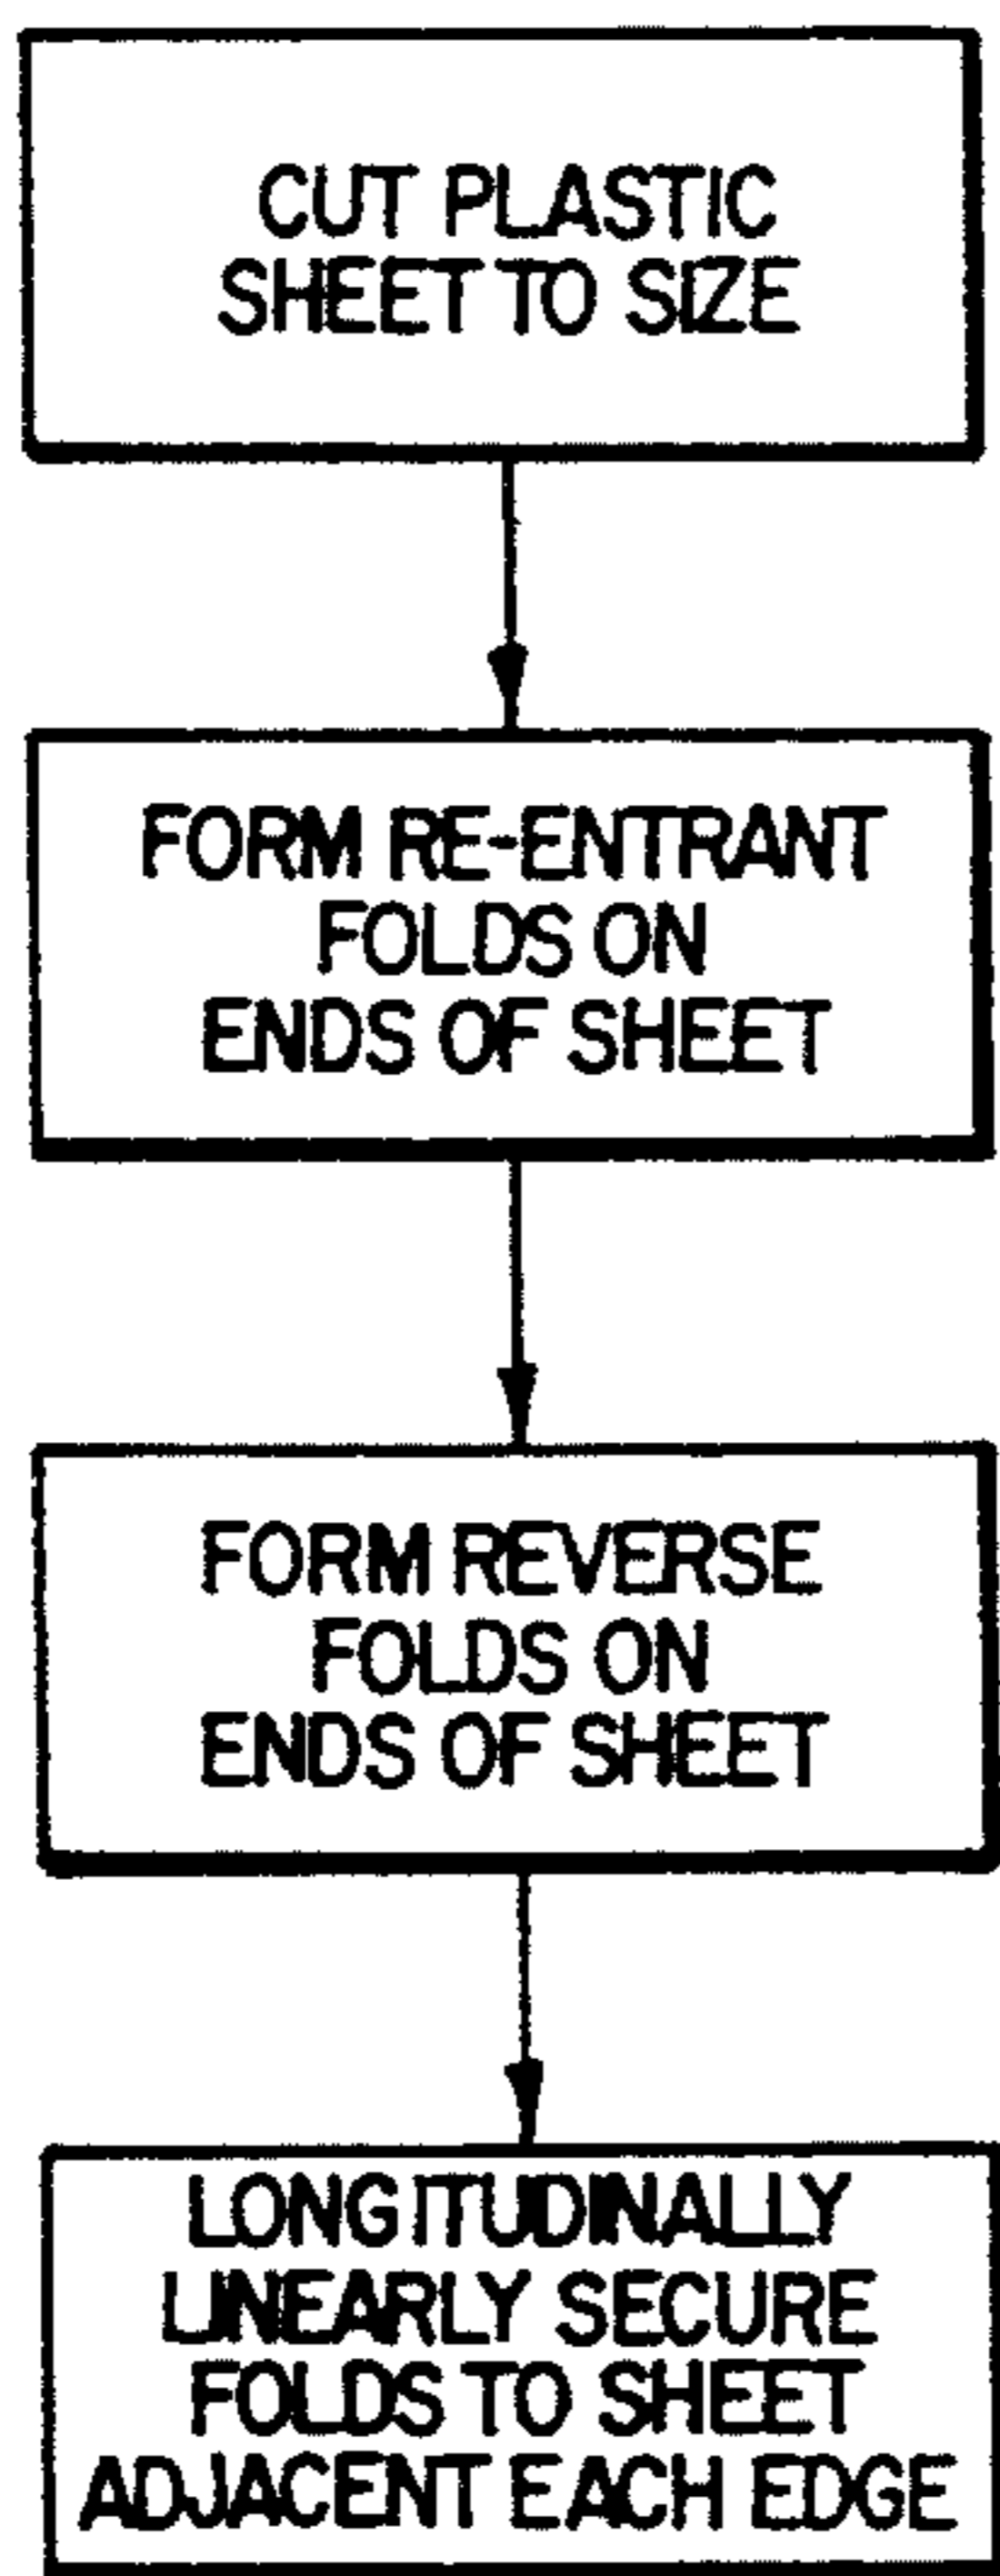 CUT PLASTIC
SHEET TO SIZE
FORM RE-ENTRANT
FOLDS ON
ENDS OF SHEET
FORM REVERSE
FOLDS ON
ENDS OF SHEET
LONGITUDINALLY
LINEARLY SECURE
FOLDS TO SHEET
ADJACENT EACH EDGE